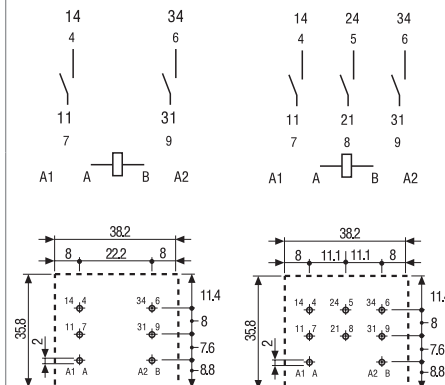 14 34
4 6
11 31
7 9
A1 A B A2
14 24 34
4 5 6
11 21 31
7 8 9
A1 A B A2
38.2
8 22.2 8
35.8
2
14 4 34 6
11 7 31 9
A1 A A2 B
11.4
8
7.6
8.8
38.2
8 11.1 11.1 8
35.8
2
14 4 24 5 34 6
11 7 21 8 31 9
A1 A A2 B
8
7.6
8.8